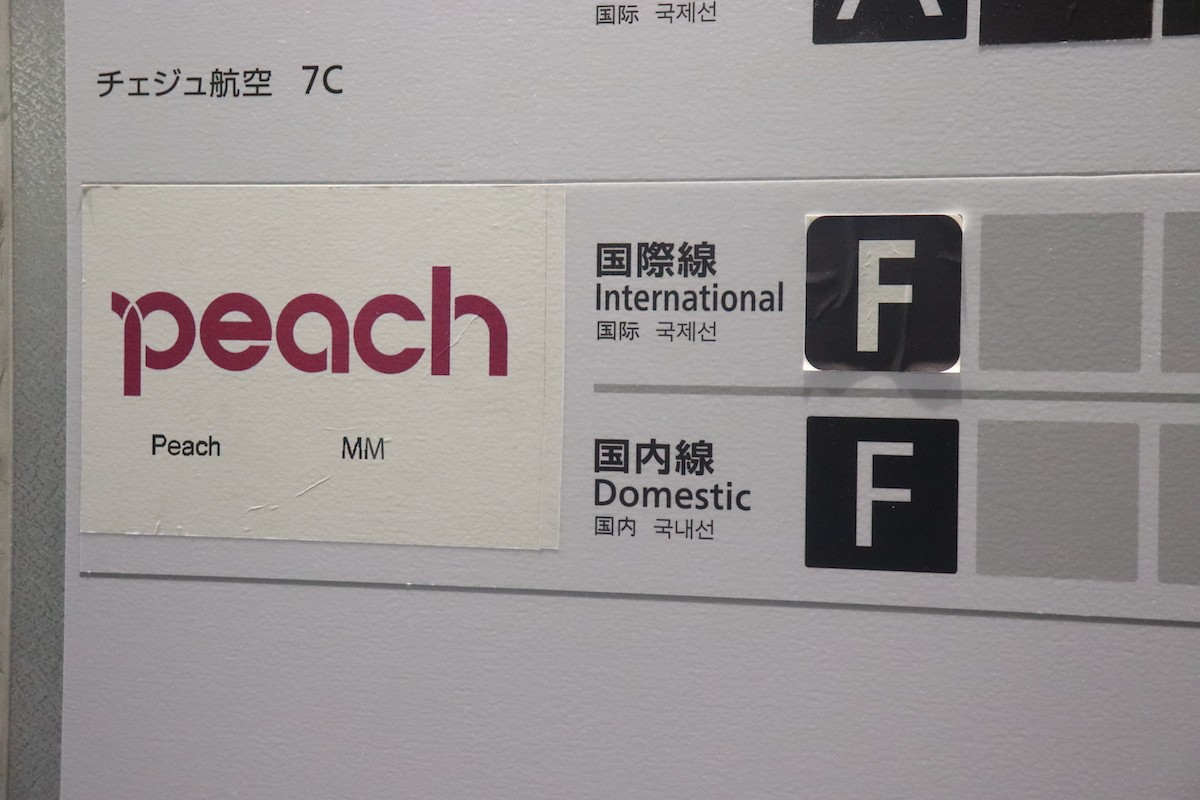 国际 국제선
A
チェジュ航空 7C
peach
Peach MM
国際線
International
国际 국제선
F
国内線
Domestic
国内 국내선
F